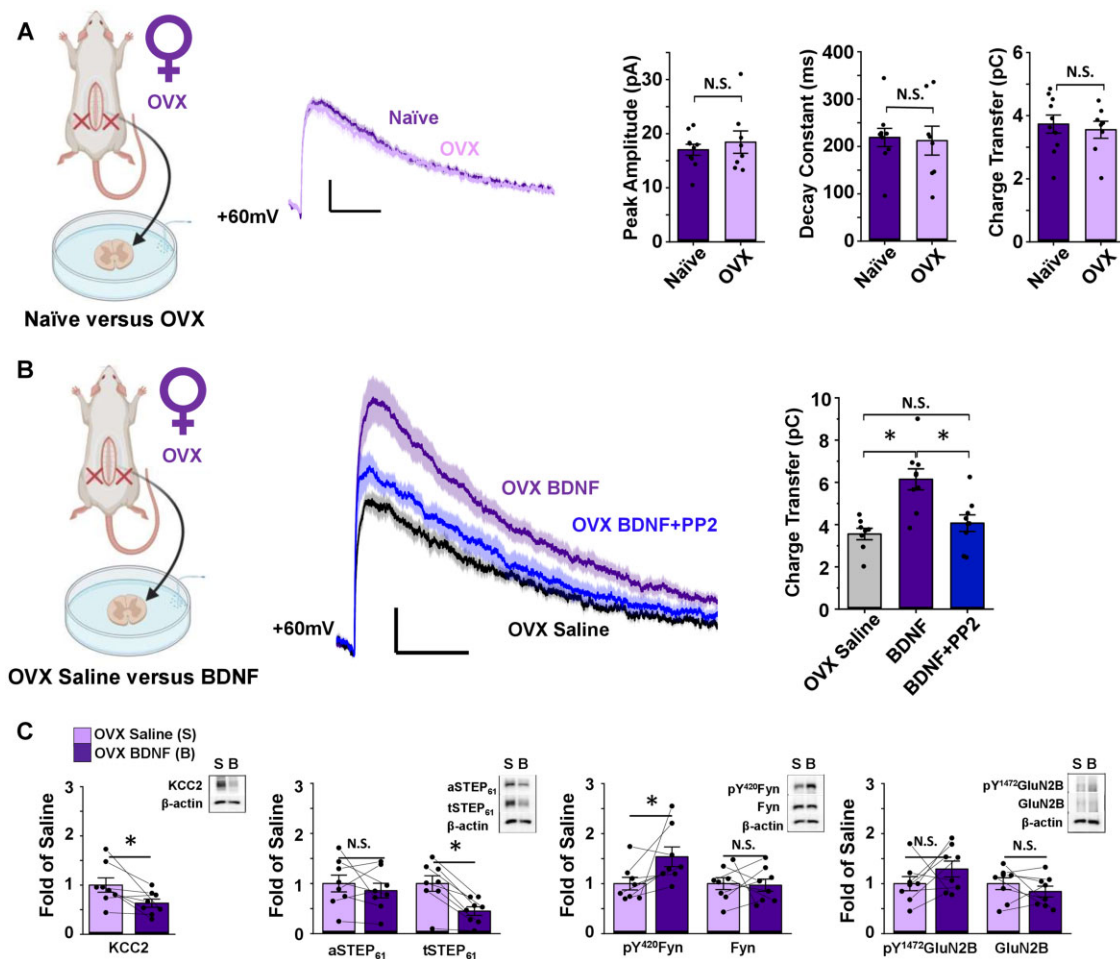 A
OVX
Naïve versus OVX
+60mV
Naïve
OVX
Peak Amplitude (pA)
30
20
10
0
N.S.
Naïve
OVX
Decay Constant (ms)
400
300
200
100
0
N.S.
Naïve
OVX
Charge Transfer (pC)
6
4
2
0
N.S.
Naïve
OVX
B
OVX
OVX Saline versus BDNF
+60mV
OVX BDNF
OVX BDNF+PP2
OVX Saline
Charge Transfer (pC)
10
8
6
4
2
0
N.S.
*
*
OVX Saline
BDNF
BDNF+PP2
C
OVX Saline (S)
OVX BDNF (B)
S B
KCC2
β-actin
Fold of Saline
3
2
1
0
*
KCC2
S B
aSTEP₆₁
tSTEP₆₁
β-actin
Fold of Saline
3
2
1
0
N.S.
*
aSTEP₆₁
tSTEP₆₁
S B
pY⁴²⁰Fyn
Fyn
β-actin
Fold of Saline
3
2
1
0
*
N.S.
pY⁴²⁰Fyn
Fyn
S B
pY¹⁴⁷²GluN2B
GluN2B
β-actin
Fold of Saline
3
2
1
0
N.S.
N.S.
pY¹⁴⁷²GluN2B
GluN2B